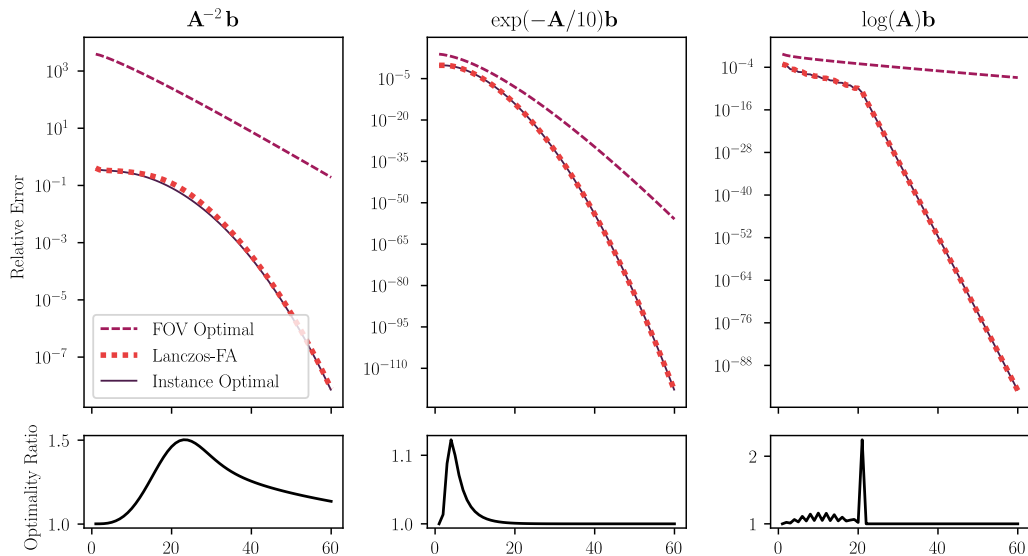 A⁻² b
exp(−A/10)b
log(A)b
Relative Error
10³
10¹
10⁻¹
10⁻³
10⁻⁵
10⁻⁷
FOV Optimal
Lanczos-FA
Instance Optimal
10⁻⁵
10⁻²⁰
10⁻³⁵
10⁻⁵⁰
10⁻⁶⁵
10⁻⁸⁰
10⁻⁹⁵
10⁻¹¹⁰
10⁻⁴
10⁻¹⁶
10⁻²⁸
10⁻⁴⁰
10⁻⁵²
10⁻⁶⁴
10⁻⁷⁶
10⁻⁸⁸
Optimality Ratio
1.5
1.0
0 20 40 60
1.1
1.0
0 20 40 60
2
1
0 20 40 60